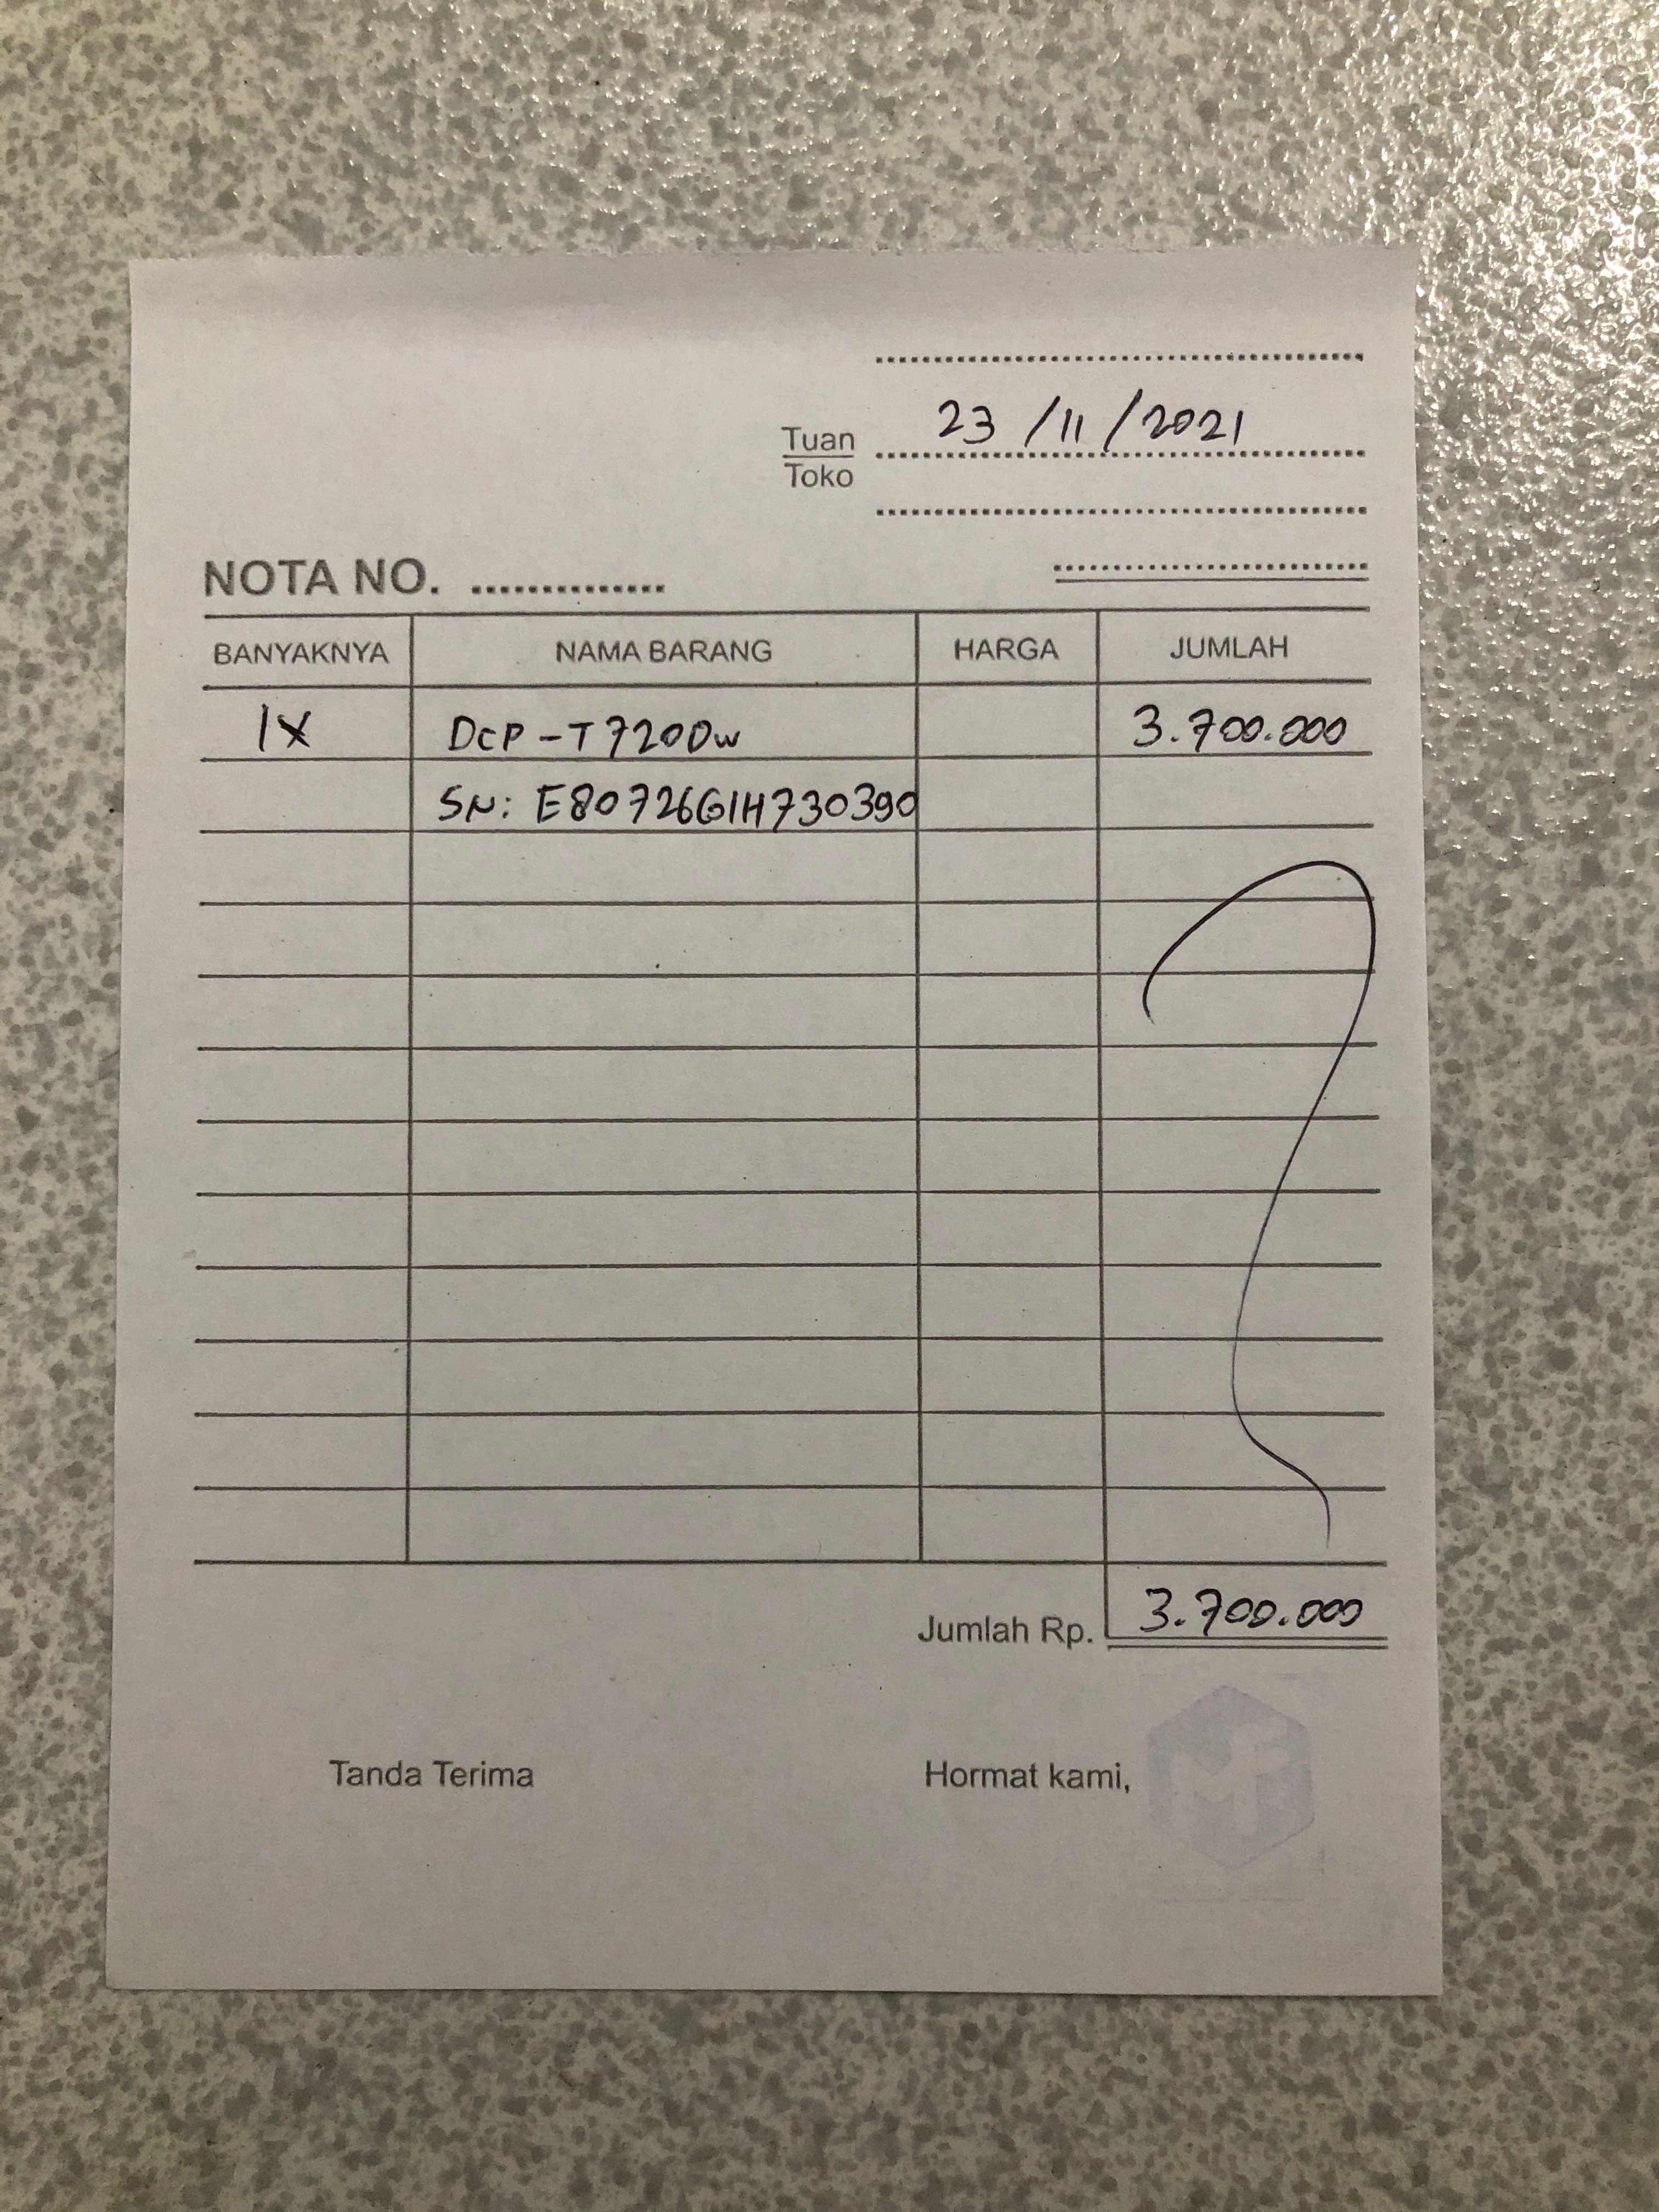 23/11/2021
Tuan
Toko
NOTA NO.
BANYAKNYA NAMA BARANG HARGA JUMLAH
1X DCP-T720DW 3.700.000
SN: E80726G1H730390
Jumlah Rp. 3.700.000
Tanda Terima Hormat kami,